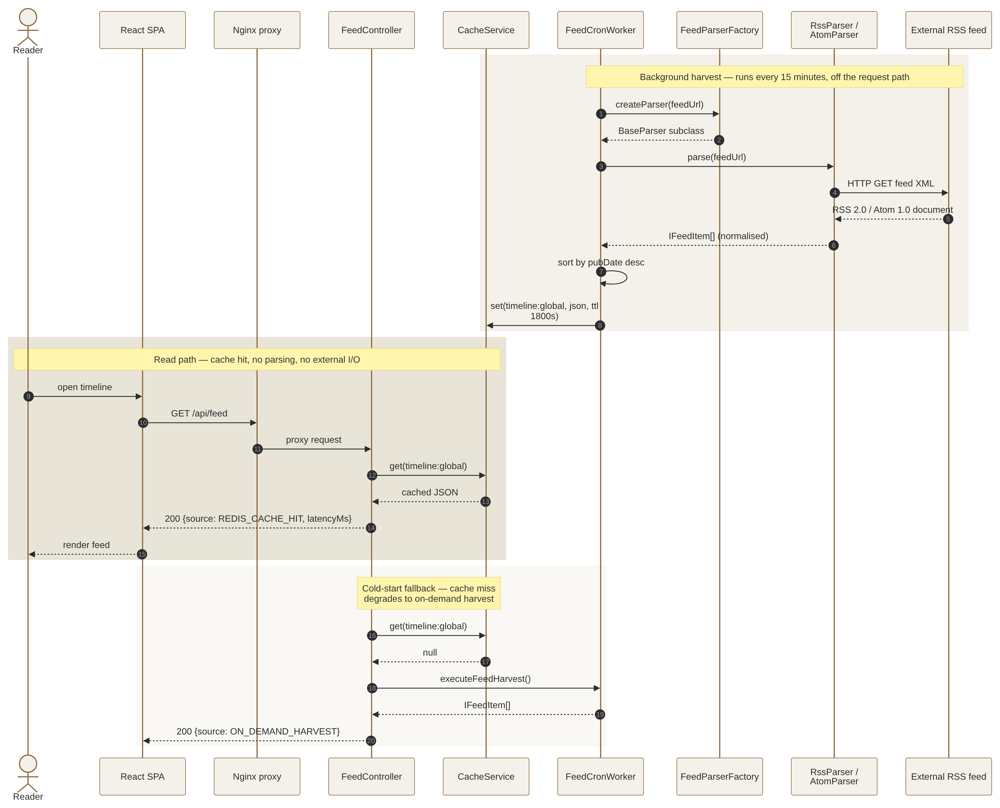 Reader
React SPA
Nginx proxy
FeedController
CacheService
FeedCronWorker
FeedParserFactory
RssParser /
AtomParser
External RSS feed
Background harvest — runs every 15 minutes, off the request path
createParser(feedUrl)
1
BaseParser subclass
2
parse(feedUrl)
3
HTTP GET feed XML
4
RSS 2.0 / Atom 1.0 document
5
IFeedItem[] (normalised)
6
sort by pubDate desc
7
set(timeline:global, json, ttl
1800s)
8
Read path — cache hit, no parsing, no external I/O
open timeline
9
GET /api/feed
10
proxy request
11
get(timeline:global)
12
cached JSON
13
200 {source: REDIS_CACHE_HIT, latencyMs}
14
render feed
15
Cold-start fallback — cache miss
degrades to on-demand harvest
get(timeline:global)
16
null
17
executeFeedHarvest()
18
IFeedItem[]
19
200 {source: ON_DEMAND_HARVEST}
20
React SPA
Nginx proxy
FeedController
CacheService
FeedCronWorker
FeedParserFactory
RssParser /
AtomParser
External RSS feed
Reader